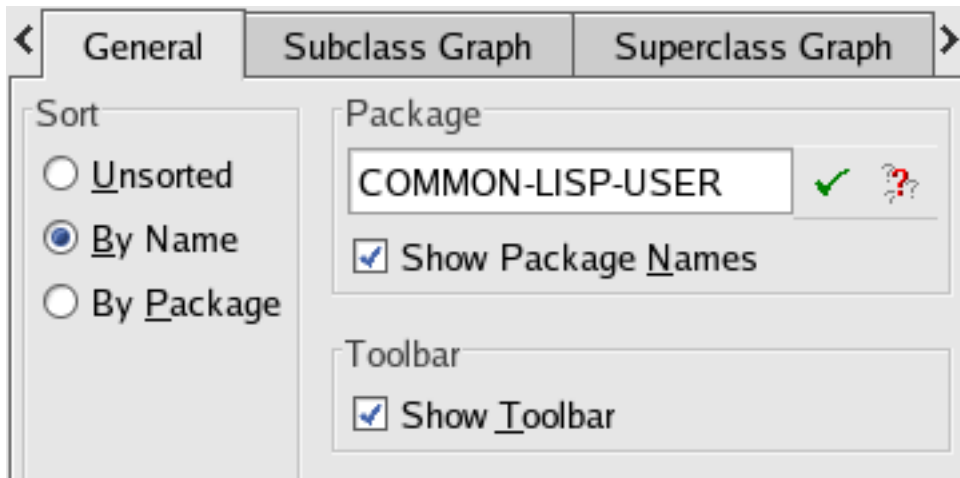 General
Subclass Graph
Superclass Graph
Sort
Unsorted
By Name
By Package
Package
COMMON-LISP-USER
Show Package Names
Toolbar
Show Toolbar